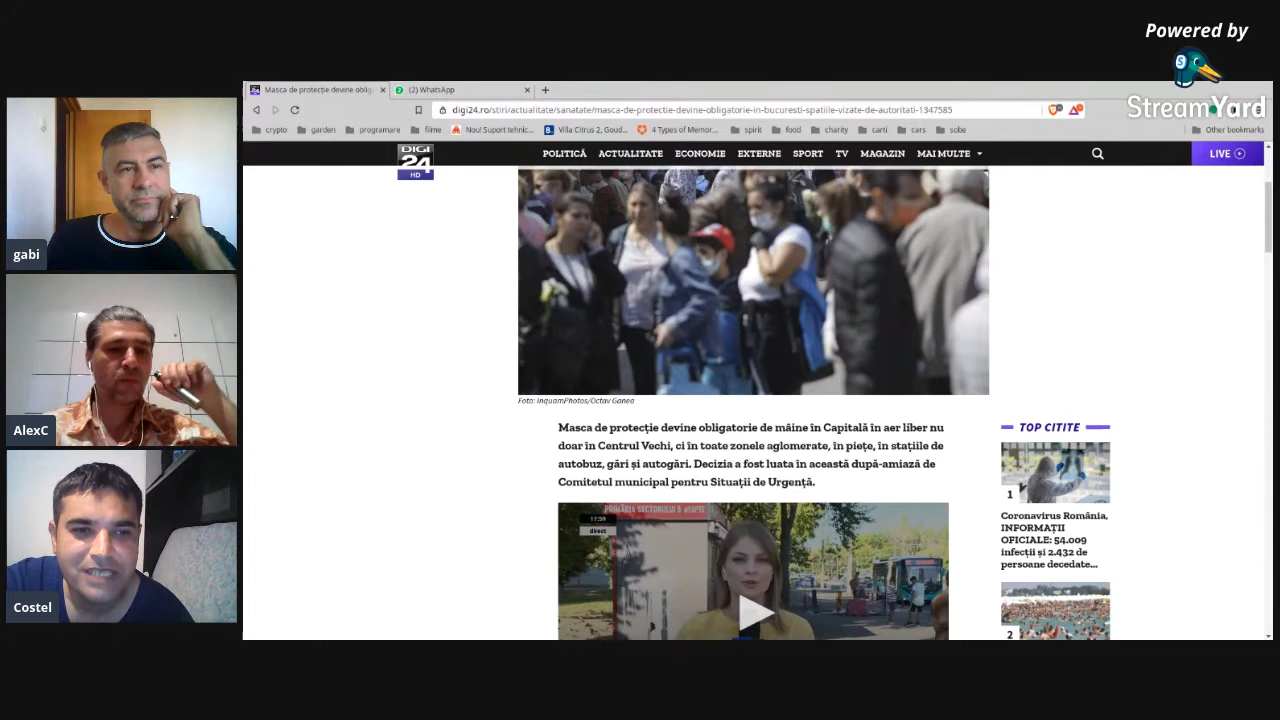 Powered by
StreamYard
Masca de protecție devine oblig
(2) WhatsApp
digi24.ro/stiri/actualitate/sanatate/masca-de-protectie-devine-obligatorie-in-bucuresti-spatiile-vizate-de-autoritati-1347585
crypto
garden
programare
filme
Noul Suport tehnic...
Villa Citrus 2, Goud...
4 Types of Memor...
spirit
food
charity
carti
cars
sobe
Other bookmarks
DIGI
24
HD
POLITICĂ
ACTUALITATE
ECONOMIE
EXTERNE
SPORT
TV
MAGAZIN
MAI MULTE
LIVE
gabi
AlexC
Costel
Foto: InquamPhotos/Octav Ganea
Masca de protecție devine obligatorie de mâine în Capitală în aer liber nu
doar în Centrul Vechi, ci în toate zonele aglomerate, în piețe, în stațiile de
autobuz, gări și autogări. Decizia a fost luata în această după-amiază de
Comitetul municipal pentru Situații de Urgență.
PRIMĂRIA SECTORULUI 5
17:59
direct
TOP CITITE
1
Coronavirus România,
INFORMAȚII
OFICIALE: 54.009
infecții și 2.432 de
persoane decedate...
2